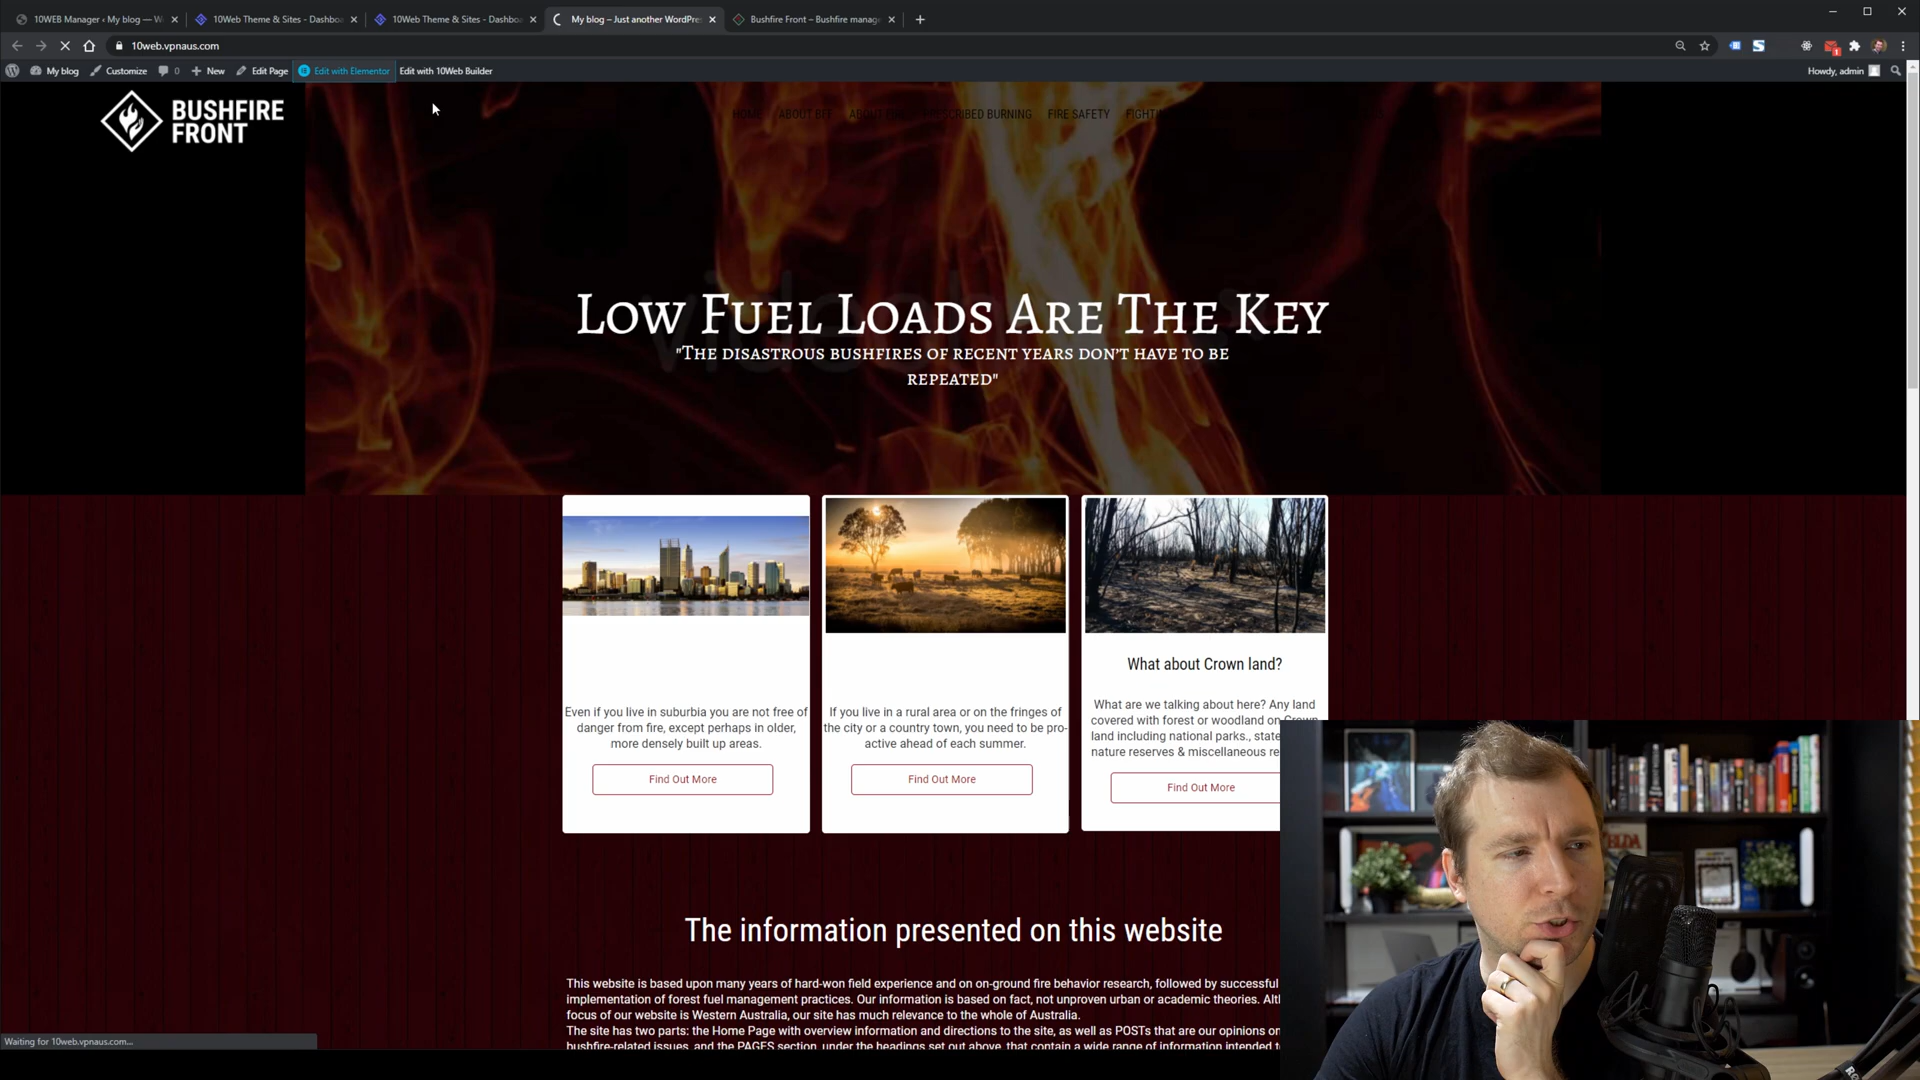 10WEB Manager ‹ My blog — W
10Web Theme & Sites - Dashboa
10Web Theme & Sites - Dashboa
My blog – Just another WordPre
Bushfire Front – Bushfire manage
10web.vpnaus.com
My blog
Customize
0
New
Edit Page
Edit with Elementor
Edit with 10Web Builder
Howdy, admin
BUSHFIRE
FRONT
HOME
ABOUT BFF
PRESCRIBED BURNING
FIRE SAFETY
Low Fuel Loads Are The Key
"The disastrous bushfires of recent years don't have to be
repeated"
What about Crown land?
Even if you live in suburbia you are not free of
danger from fire, except perhaps in older,
more densely built up areas.
Find Out More
If you live in a rural area or on the fringes of
the city or a country town, you need to be pro-
active ahead of each summer.
Find Out More
What are we talking about here? Any land
covered with forest or woodland on Crown
land including national parks., state
nature reserves & miscellaneous re
Find Out More
The information presented on this website
This website is based upon many years of hard-won field experience and on on-ground fire behavior research, followed by successful
implementation of forest fuel management practices. Our information is based on fact, not unproven urban or academic theories. Alt
focus of our website is Western Australia, our site has much relevance to the whole of Australia.
The site has two parts: the Home Page with overview information and directions to the site, as well as POSTs that are our opinions on
bushfire-related issues, and the PAGES section, under the headings set out above, that contain a wide range of information intended t
Waiting for 10web.vpnaus.com...